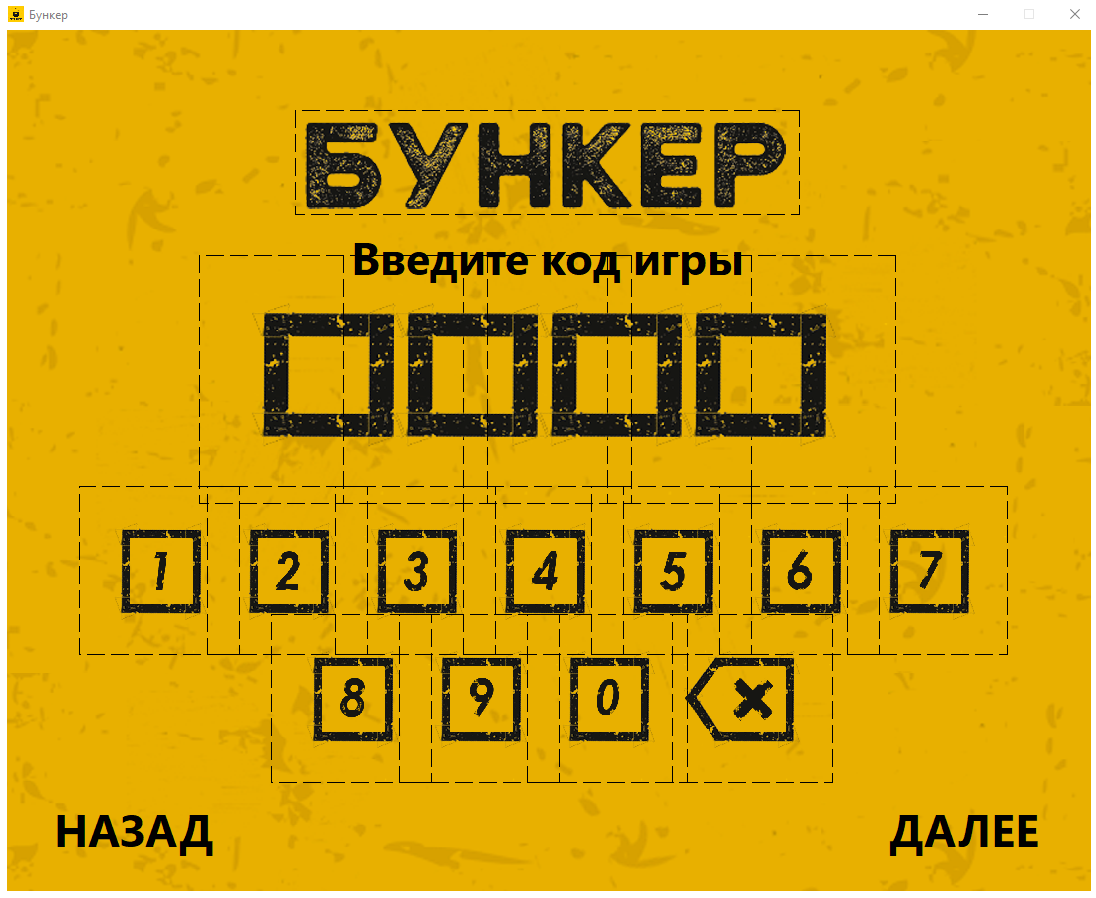 Бункер
БУНКЕР
Введите код игры
1 2 3 4 5 6 7
8 9 0
НАЗАД ДАЛЕЕ